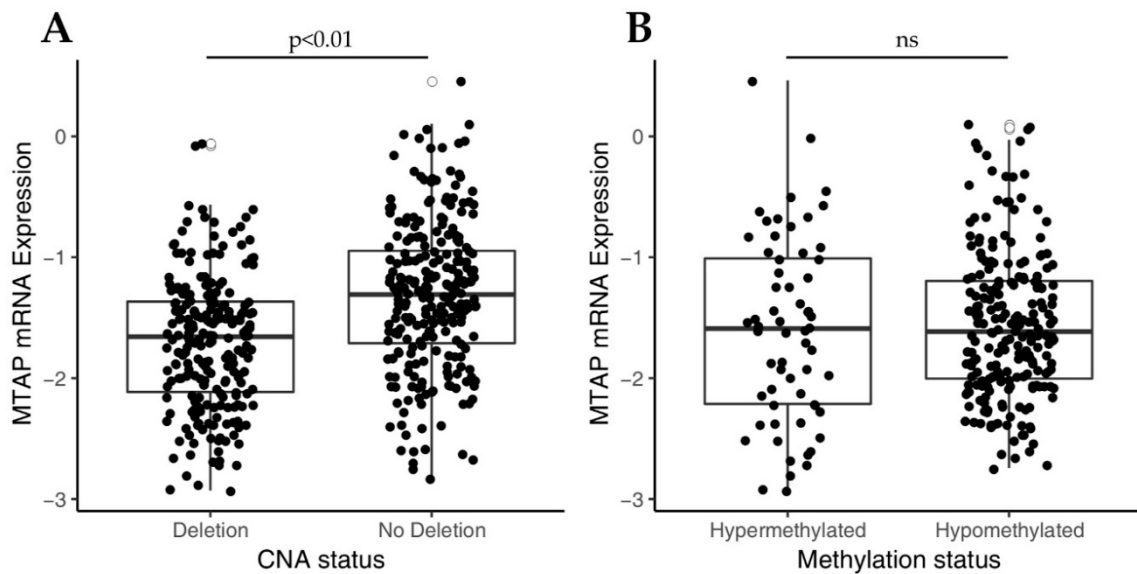 A
p<0.01
MTAP mRNA Expression
0
−1
−2
−3
Deletion
No Deletion
CNA status
B
ns
MTAP mRNA Expression
0
−1
−2
−3
Hypermethylated
Hypomethylated
Methylation status